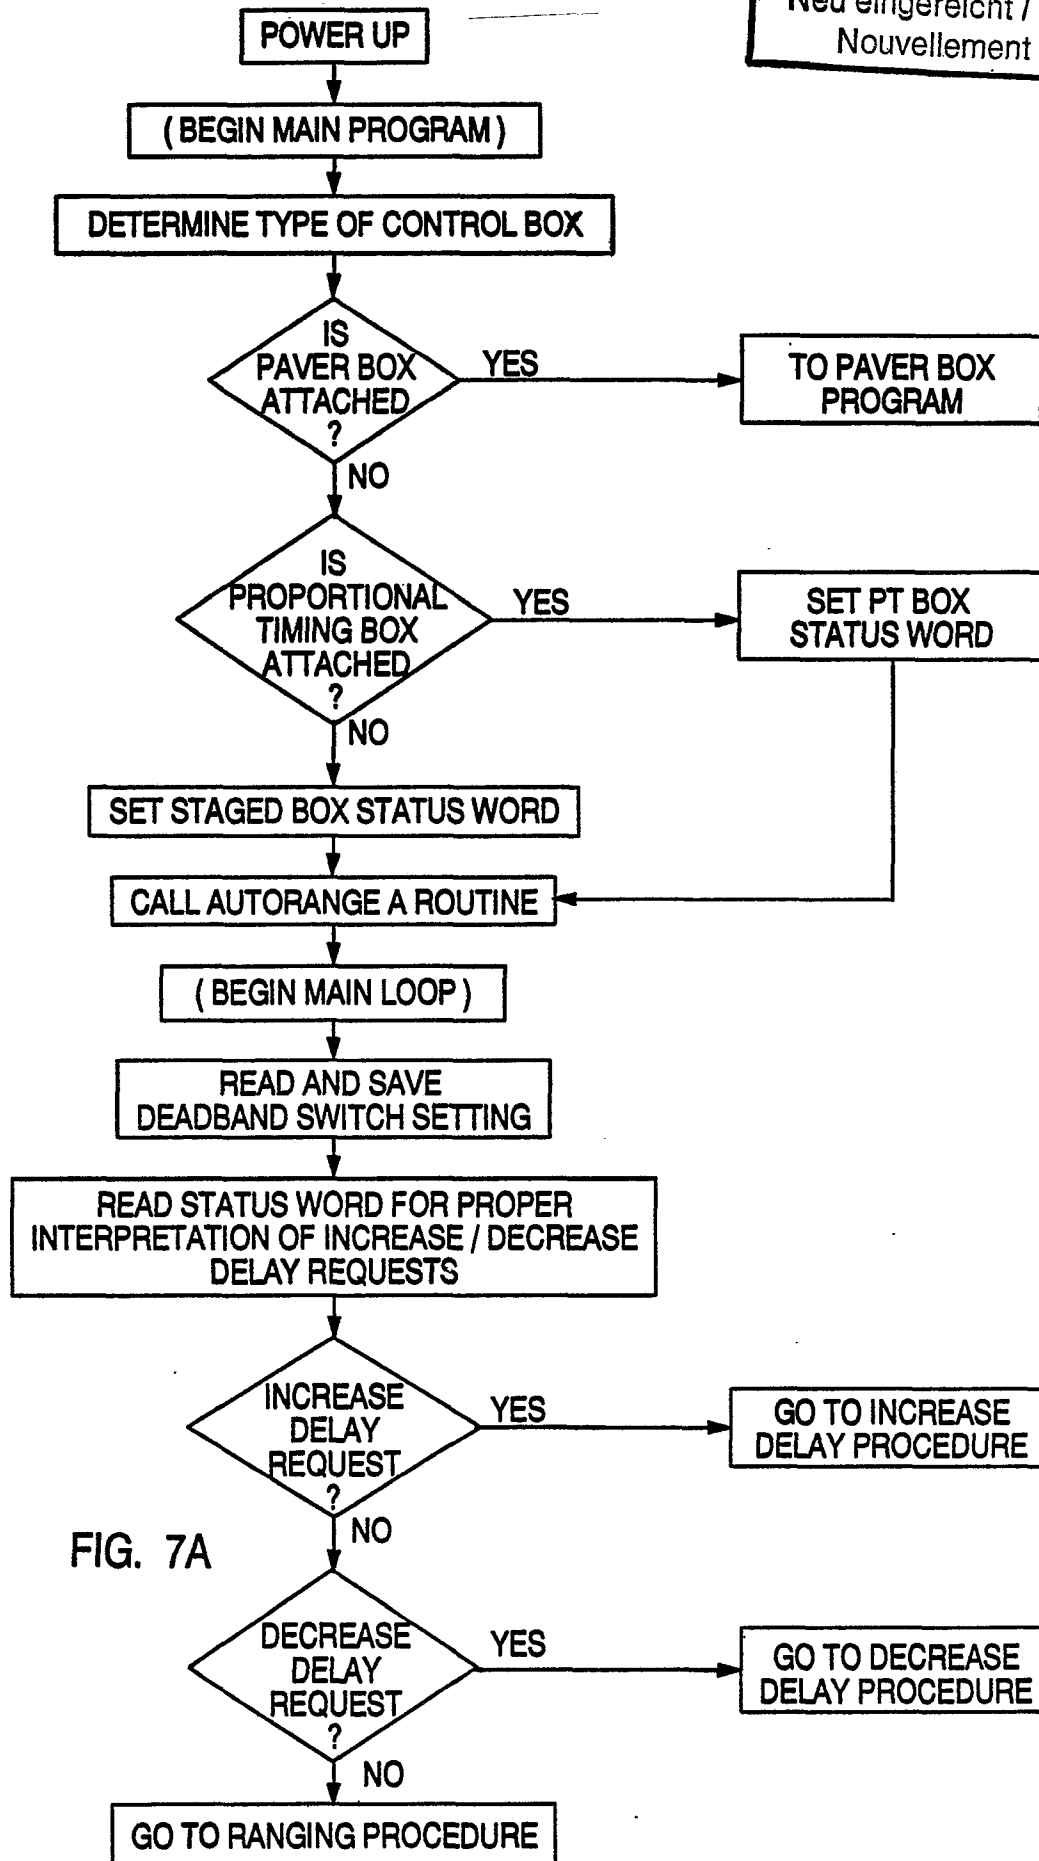 Neu eingereicht /
Nouvellement
POWER UP
( BEGIN MAIN PROGRAM )
DETERMINE TYPE OF CONTROL BOX
IS
PAVER BOX
ATTACHED
?
YES
TO PAVER BOX
PROGRAM
NO
IS
PROPORTIONAL
TIMING BOX
ATTACHED
?
YES
SET PT BOX
STATUS WORD
NO
SET STAGED BOX STATUS WORD
CALL AUTORANGE A ROUTINE
( BEGIN MAIN LOOP )
READ AND SAVE
DEADBAND SWITCH SETTING
READ STATUS WORD FOR PROPER
INTERPRETATION OF INCREASE / DECREASE
DELAY REQUESTS
INCREASE
DELAY
REQUEST
?
YES
GO TO INCREASE
DELAY PROCEDURE
NO
FIG. 7A
DECREASE
DELAY
REQUEST
?
YES
GO TO DECREASE
DELAY PROCEDURE
NO
GO TO RANGING PROCEDURE